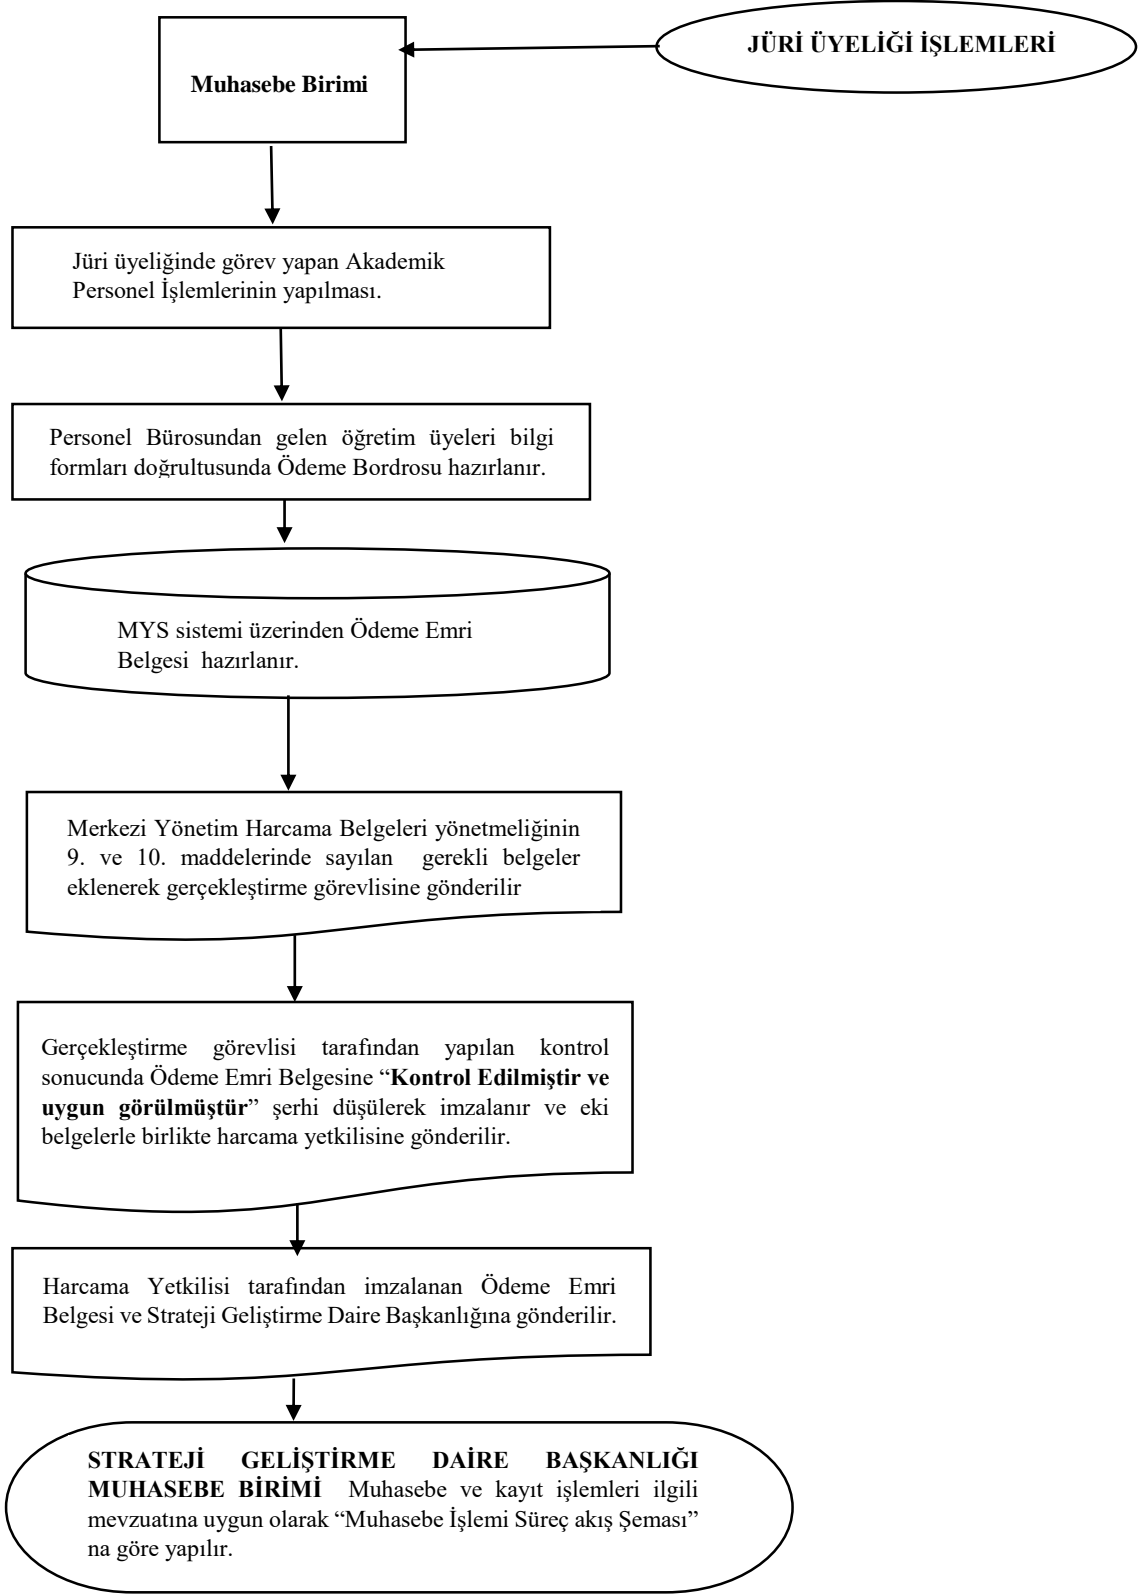 JÜRİ ÜYELİĞİ İŞLEMLERİ
Muhasebe Birimi
Jüri üyeliğinde görev yapan Akademik
Personel İşlemlerinin yapılması.
Personel Bürosundan gelen öğretim üyeleri bilgi
formları doğrultusunda Ödeme Bordrosu hazırlanır.
MYS sistemi üzerinden Ödeme Emri
Belgesi hazırlanır.
Merkezi Yönetim Harcama Belgeleri yönetmeliğinin
9. ve 10. maddelerinde sayılan gerekli belgeler
eklenerek gerçekleştirme görevlisine gönderilir
Gerçekleştirme görevlisi tarafından yapılan kontrol
sonucunda Ödeme Emri Belgesine “Kontrol Edilmiştir ve
uygun görülmüştür” şerhi düşülerek imzalanır ve eki
belgelerle birlikte harcama yetkilisine gönderilir.
Harcama Yetkilisi tarafından imzalanan Ödeme Emri
Belgesi ve Strateji Geliştirme Daire Başkanlığına gönderilir.
STRATEJİ GELİŞTİRME DAİRE BAŞKANLIĞI
MUHASEBE BİRİMİ Muhasebe ve kayıt işlemleri ilgili
mevzuatına uygun olarak “Muhasebe İşlemi Süreç akış Şeması”
na göre yapılır.